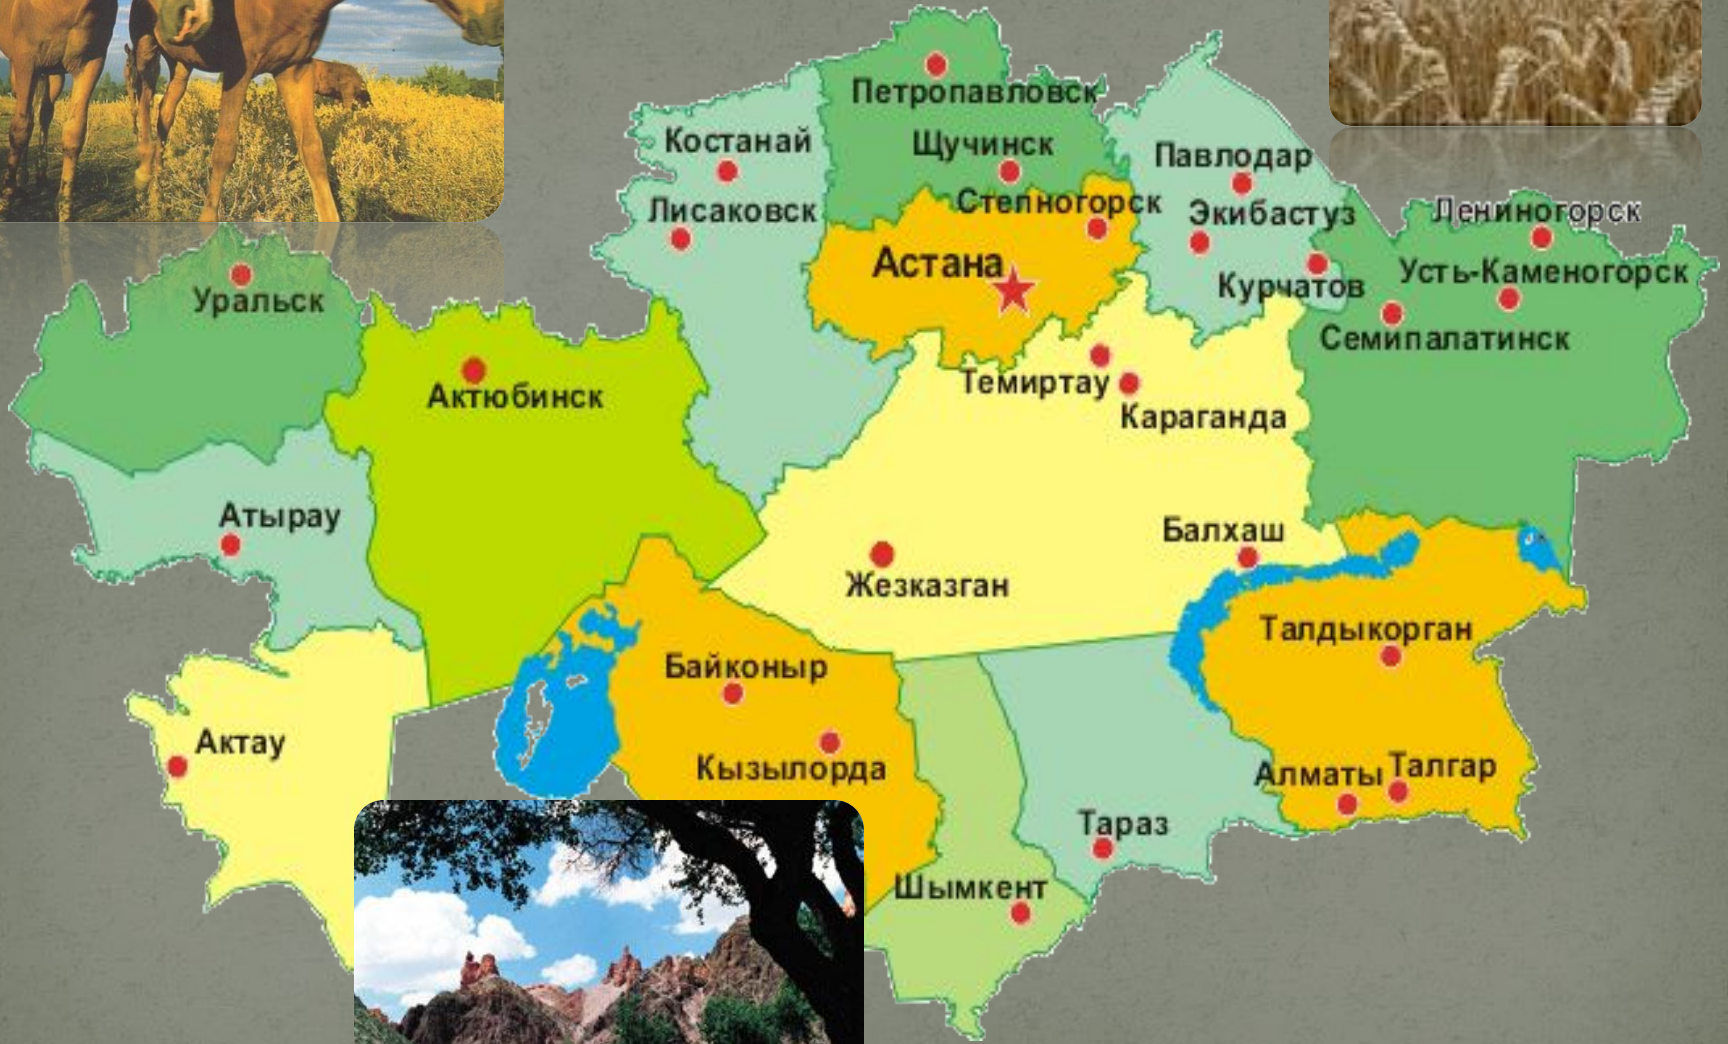 Петропавловск
Костанай
Щучинск
Павлодар
Лисаковск
Степногорск
Экибастуз
Лениногорск
Астана
Усть-Каменогорск
Курчатов
Уральск
Семипалатинск
Темиртау
Актюбинск
Караганда
Атырау
Балхаш
Жезказган
Талдыкорган
Байконыр
Актау
Кызылорда
Алматы
Талгар
Тараз
Шымкент